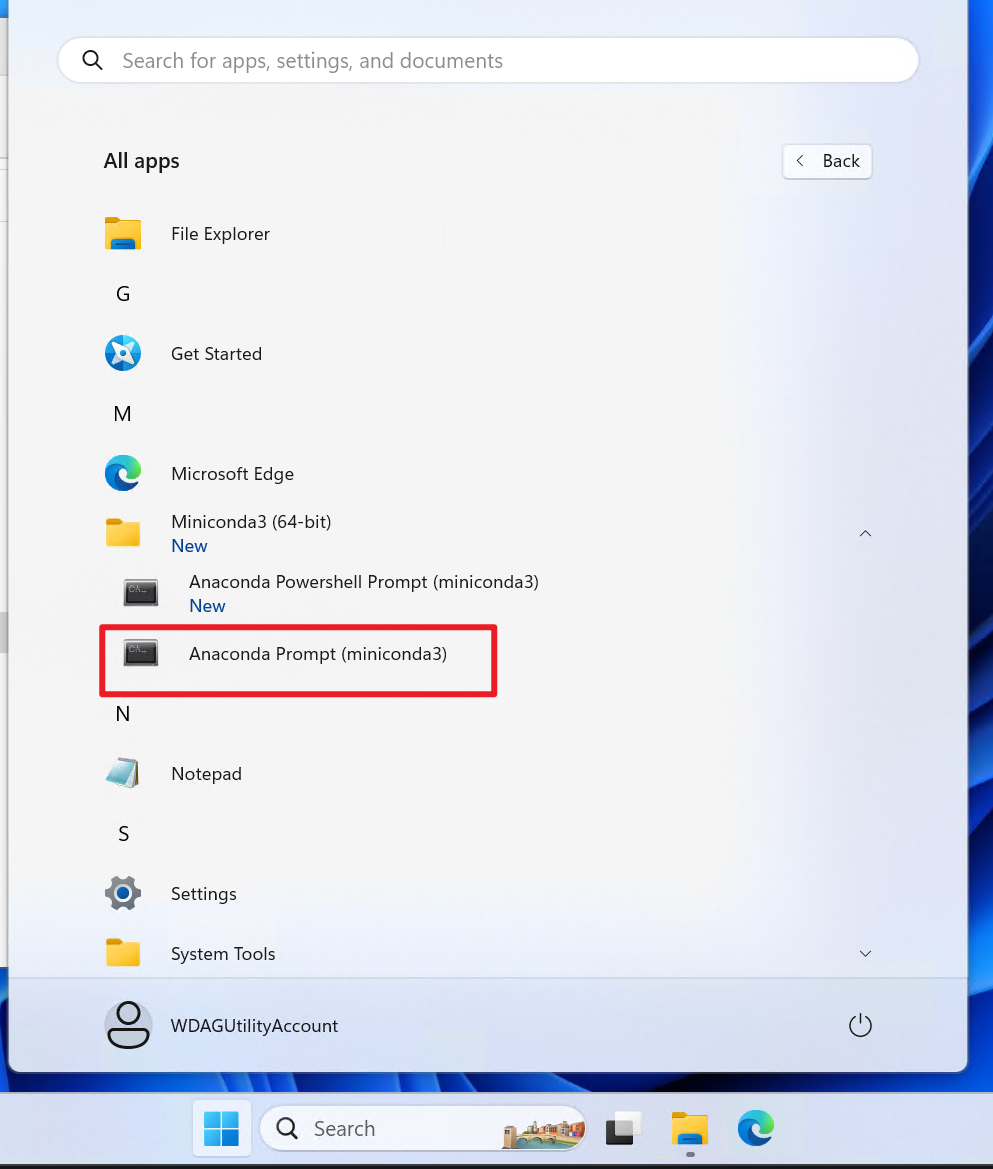 Search for apps, settings, and documents
All apps
Back
File Explorer
G
Get Started
M
Microsoft Edge
Miniconda3 (64-bit)
New
Anaconda Powershell Prompt (miniconda3)
New
Anaconda Prompt (miniconda3)
N
Notepad
S
Settings
System Tools
WDAGUtilityAccount
Search